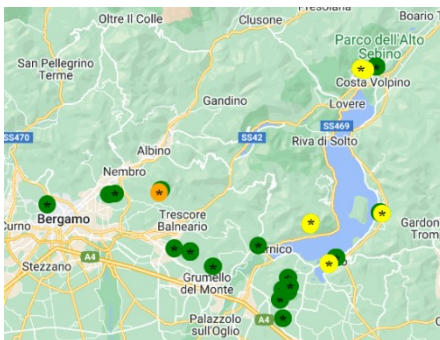 Presolana
Oltre Il Colle
Clusone
Boario
Parco dell'Alto
Sebino
San Pellegrino
Terme
Costa Volpino
Gandino
Lovere
SS470
SS42
SS469
Riva di Solto
Albino
Nembro
Bergamo
Trescore
Balneario
Curno
Gardon
Trom
Stezzano
A4
Grumello
del Monte
Palazzolo
sull'Oglio
A4